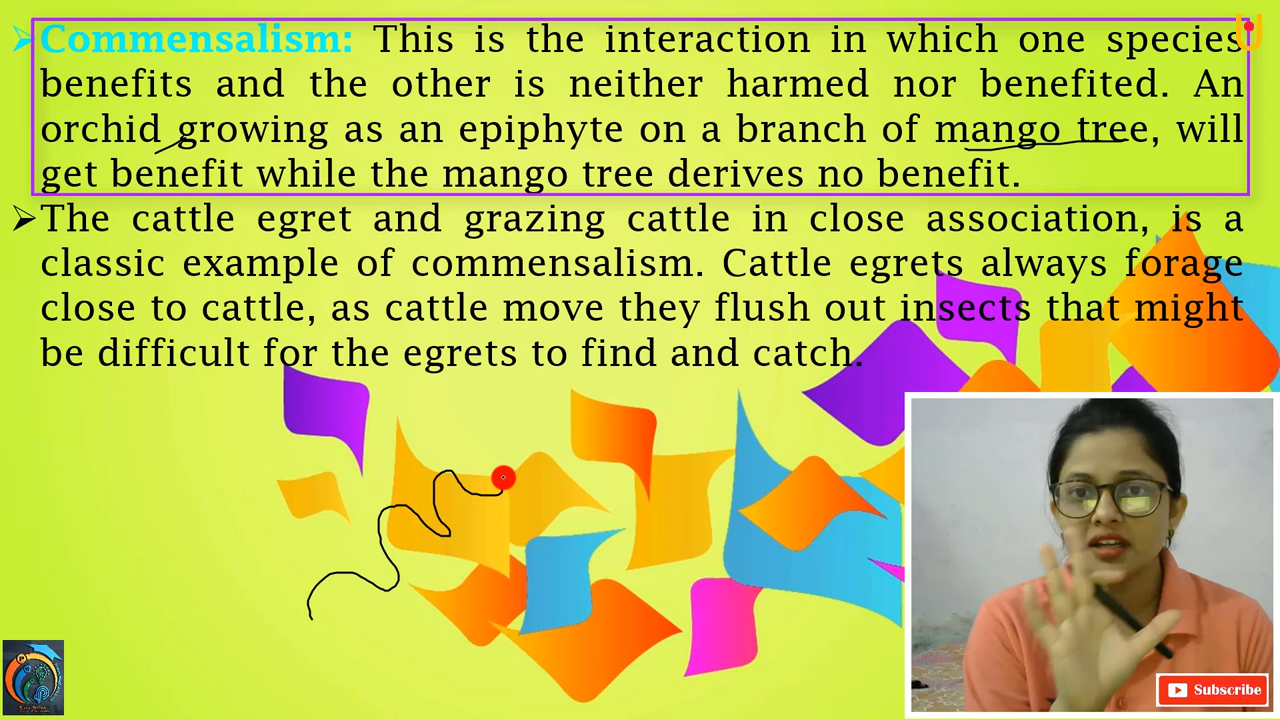 Commensalism: This is the interaction in which one species
benefits and the other is neither harmed nor benefited. An
orchid growing as an epiphyte on a branch of mango tree, will
get benefit while the mango tree derives no benefit.
The cattle egret and grazing cattle in close association, is a
classic example of commensalism. Cattle egrets always forage
close to cattle, as cattle move they flush out insects that might
be difficult for the egrets to find and catch.
Subscribe